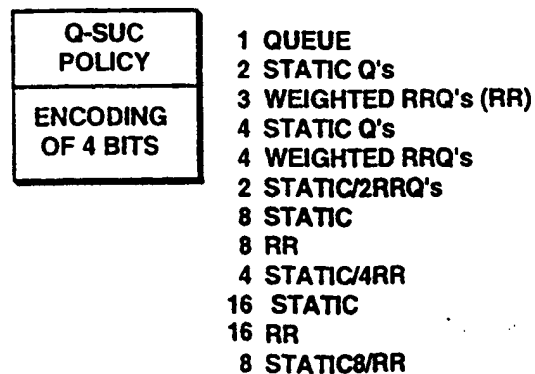 Q-SUC
POLICY
ENCODING
OF 4 BITS
1 QUEUE
2 STATIC Q's
3 WEIGHTED RRQ's (RR)
4 STATIC Q's
4 WEIGHTED RRQ's
2 STATIC/2RRQ's
8 STATIC
8 RR
4 STATIC/4RR
16 STATIC
16 RR
8 STATIC8/RR